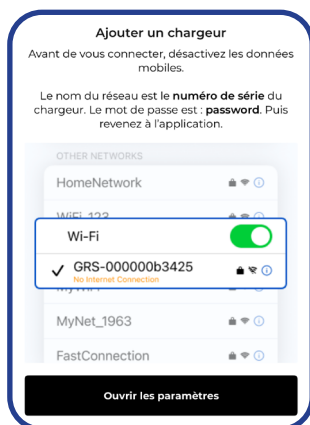 Ajouter un chargeur
Avant de vous connecter, désactivez les données
mobiles.
Le nom du réseau est le numéro de série du
chargeur. Le mot de passe est : password. Puis
revenez à l'application.
OTHER NETWORKS
HomeNetwork
WiFi_123
Wi-Fi
GRS-000000b3425
No Internet Connection
MyNet_1963
FastConnection
Ouvrir les paramètres